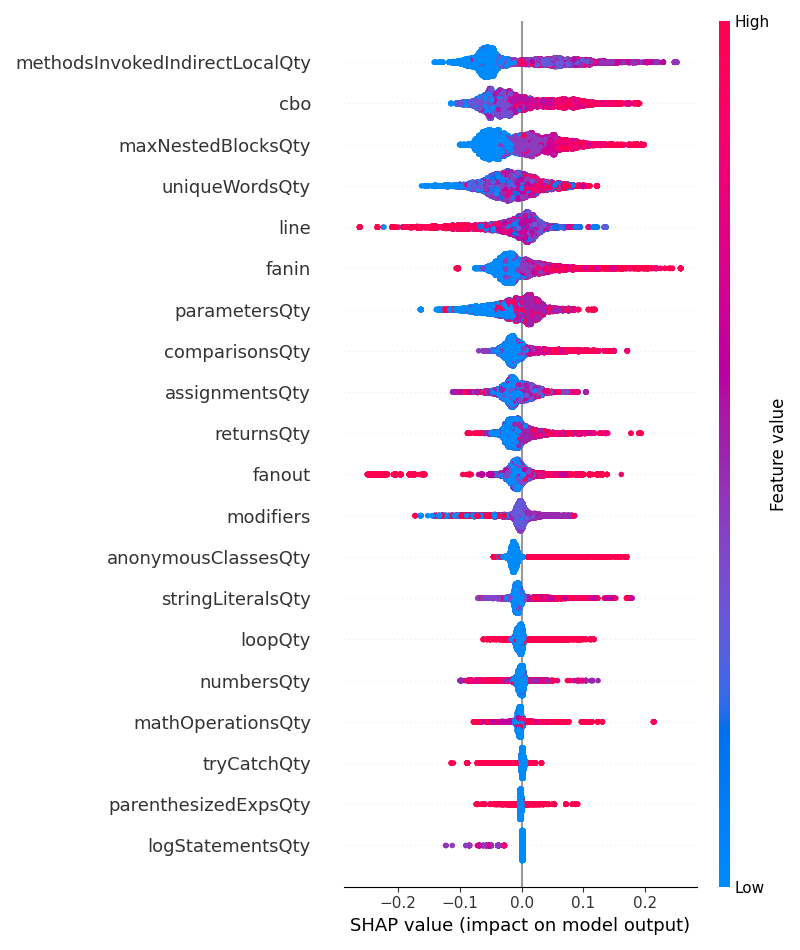 High
methodsInvokedIndirectLocalQty
cbo
maxNestedBlocksQty
uniqueWordsQty
line
fanin
parametersQty
comparisonsQty
assignmentsQty
returnsQty
fanout
modifiers
anonymousClassesQty
stringLiteralsQty
loopQty
numbersQty
mathOperationsQty
tryCatchQty
parenthesizedExpsQty
logStatementsQty
Feature value
Low
−0.2 −0.1 0.0 0.1 0.2
SHAP value (impact on model output)